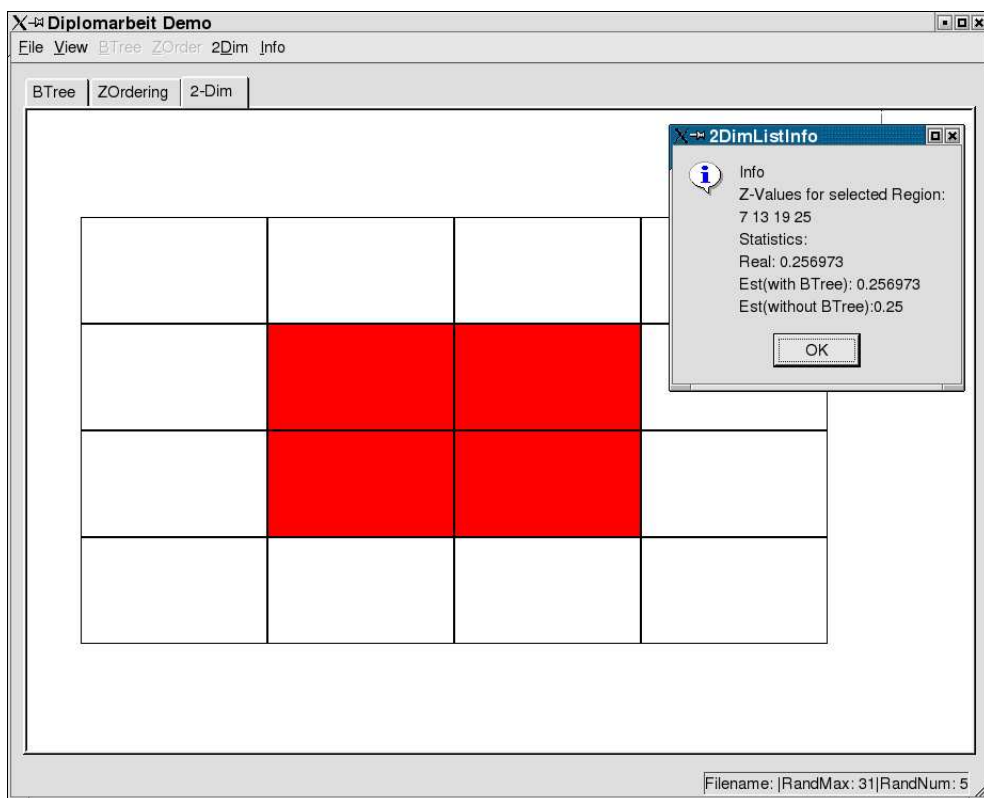 Diplomarbeit Demo
File View BTree ZOrder 2Dim Info
BTree ZOrdering 2-Dim
2DimListInfo
Info
Z-Values for selected Region:
7 13 19 25
Statistics:
Real: 0.256973
Est(with BTree): 0.256973
Est(without BTree):0.25
OK
Filename: |RandMax: 31|RandNum: 5